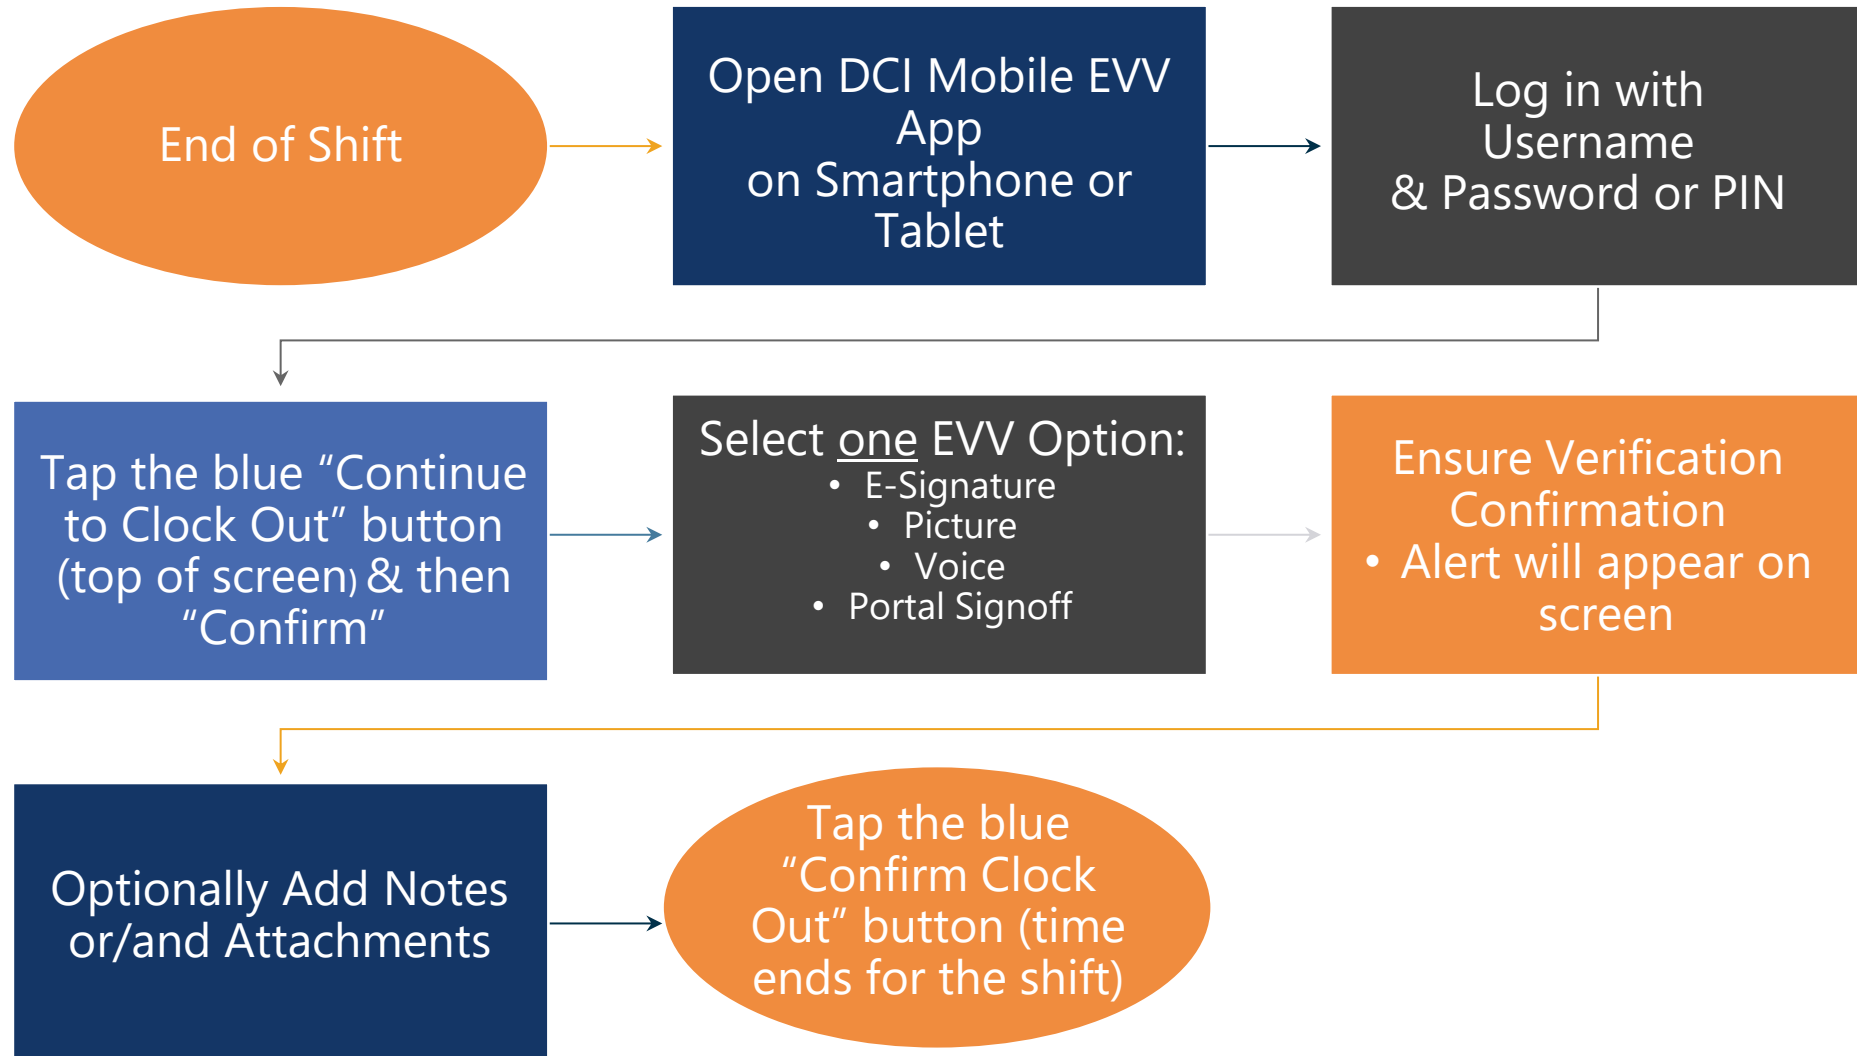 End of Shift
Open DCI Mobile EVV
App
on Smartphone or
Tablet
Log in with
Username
& Password or PIN
Tap the blue “Continue
to Clock Out” button
(top of screen) & then
“Confirm”
Select one EVV Option:
• E-Signature
• Picture
• Voice
• Portal Signoff
Ensure Verification
Confirmation
• Alert will appear on
screen
Optionally Add Notes
or/and Attachments
Tap the blue
“Confirm Clock
Out” button (time
ends for the shift)